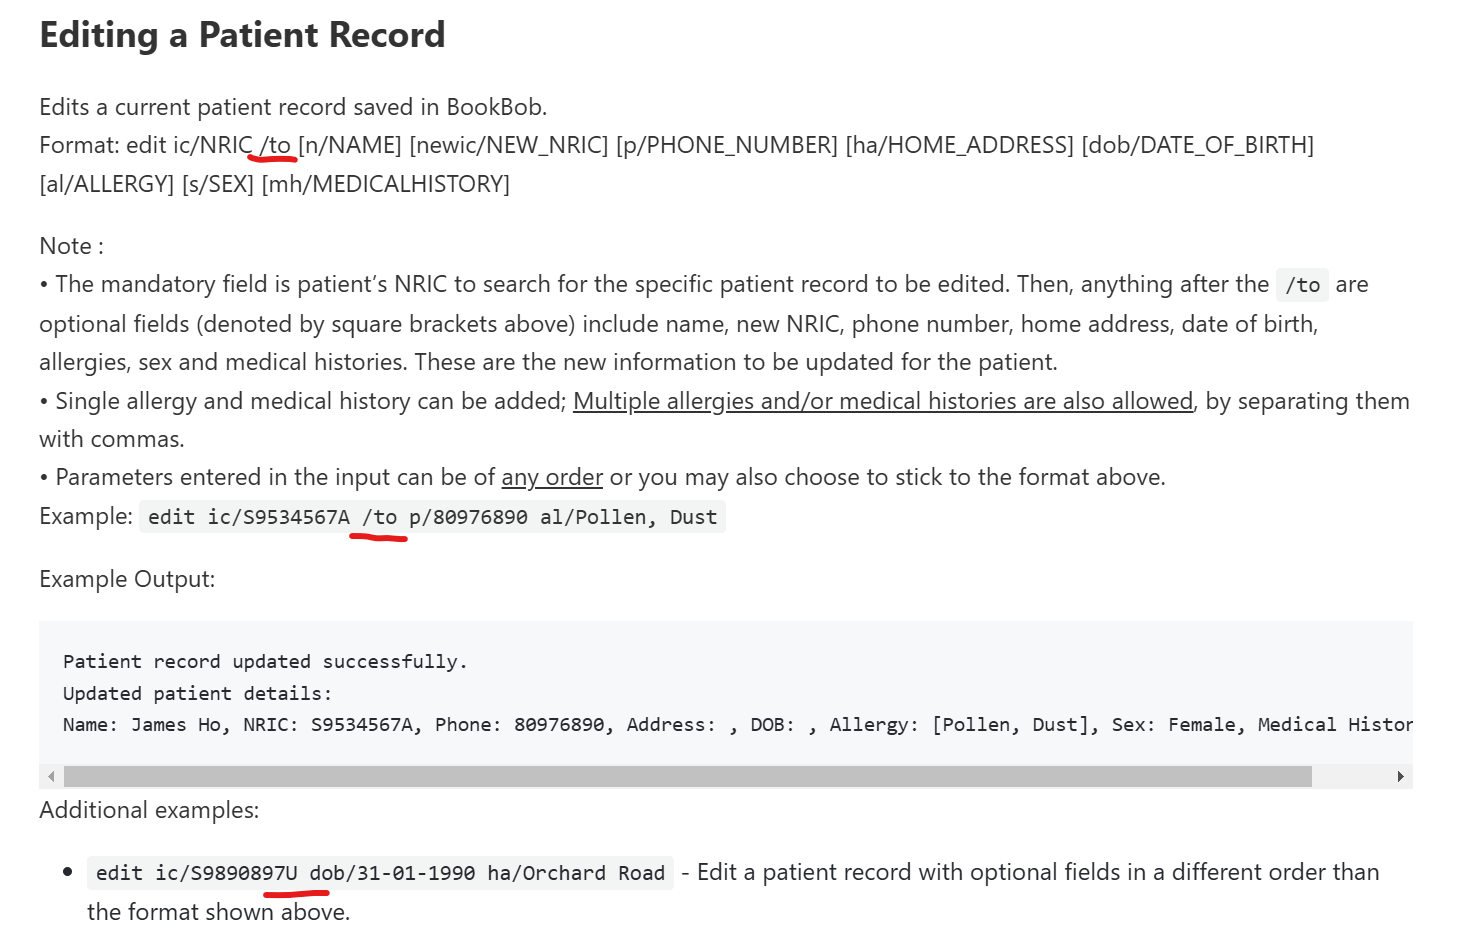 Editing a Patient Record
Edits a current patient record saved in BookBob.
Format: edit ic/NRIC /to [n/NAME] [newic/NEW_NRIC] [p/PHONE_NUMBER] [ha/HOME_ADDRESS] [dob/DATE_OF_BIRTH]
[al/ALLERGY] [s/SEX] [mh/MEDICALHISTORY]
Note :
• The mandatory field is patient’s NRIC to search for the specific patient record to be edited. Then, anything after the /to are
optional fields (denoted by square brackets above) include name, new NRIC, phone number, home address, date of birth,
allergies, sex and medical histories. These are the new information to be updated for the patient.
• Single allergy and medical history can be added; Multiple allergies and/or medical histories are also allowed, by separating them
with commas.
• Parameters entered in the input can be of any order or you may also choose to stick to the format above.
Example: edit ic/S9534567A /to p/80976890 al/Pollen, Dust
Example Output:
Patient record updated successfully.
Updated patient details:
Name: James Ho, NRIC: S9534567A, Phone: 80976890, Address: , DOB: , Allergy: [Pollen, Dust], Sex: Female, Medical Histor
Additional examples:
• edit ic/S9890897U dob/31-01-1990 ha/Orchard Road - Edit a patient record with optional fields in a different order than
the format shown above.